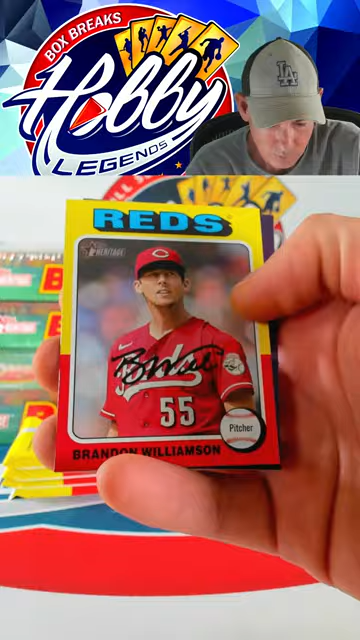 BOX BREAKS
Hobby
LEGENDS
LA
REDS
HERITAGE
55
Pitcher
BRANDON WILLIAMSON